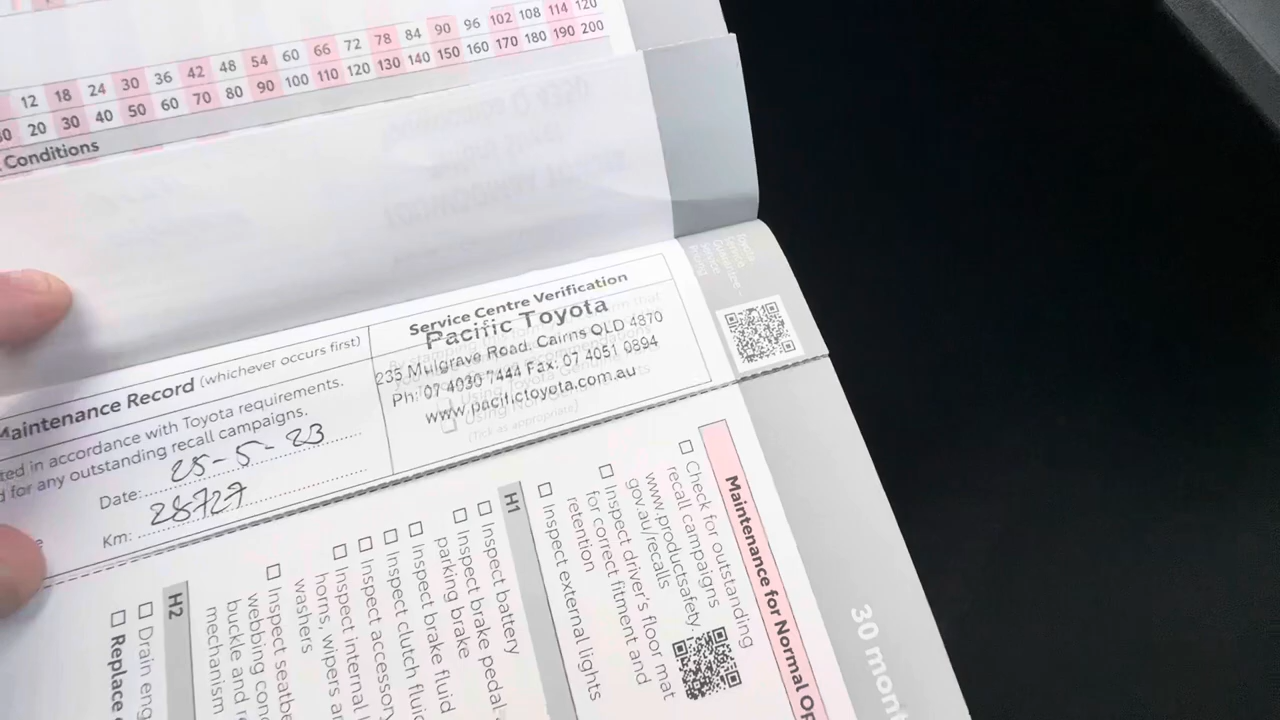 12 18 24 30 36 42 48 54 60 66 72 78 84 90 96 102 108 114 120
20 30 40 50 60 70 80 90 100 110 120 130 140 150 160 170 180 190 200
Conditions
Maintenance Record (whichever occurs first)
in accordance with Toyota requirements.
for any outstanding recall campaigns.
Date: 25-5-23
Km: 28727
Service Centre Verification
Pacific Toyota
235 Mulgrave Road, Cairns QLD 4870
Ph: 07 4030 7444 Fax: 07 4051 0894
www.pacifictoyota.com.au
(Tick as appropriate)
30
Maintenance for Normal
Check for outstanding
recall campaigns
www.productsafety.
gov.au/recalls
Inspect driver's floor mat
for correct fitment and
retention
Inspect external lights
H1
Inspect battery
Inspect brake pedal
parking brake
Inspect brake fluid
Inspect clutch
Inspect accessory
Inspect internal
horns, wipers
washers
Inspect
webbing
buckle and
mechanism
H2
Drain
Replace